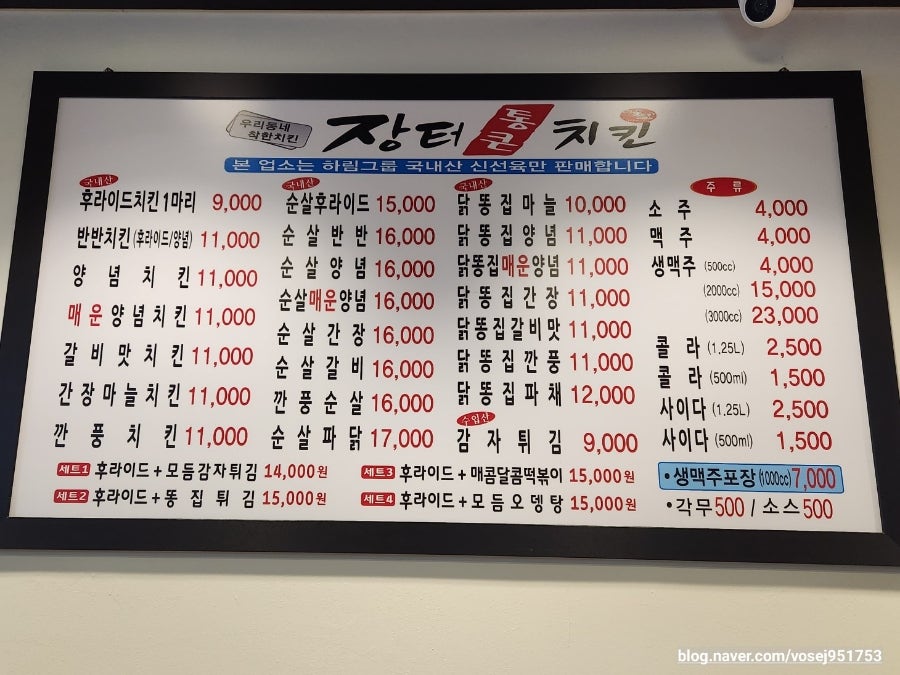 우리동네
착한치킨
장터 통큰 치킨
본 업소는 하림그룹 국내산 신선육만 판매합니다
국내산
후라이드치킨1마리 9,000
반반치킨(후라이드/양념) 11,000
양념치킨 11,000
매운양념치킨 11,000
갈비맛치킨 11,000
간장마늘치킨 11,000
깐풍치킨 11,000
국내산
순살후라이드 15,000
순살반반 16,000
순살양념 16,000
순살매운양념 16,000
순살간장 16,000
순살갈비 16,000
깐풍순살 16,000
순살파닭 17,000
국내산
닭똥집마늘 10,000
닭똥집양념 11,000
닭똥집매운양념 11,000
닭똥집간장 11,000
닭똥집갈비맛 11,000
닭똥집깐풍 11,000
닭똥집파채 12,000
수입산
감자튀김 9,000
주류
소주 4,000
맥주 4,000
생맥주 (500cc) 4,000
(2000cc) 15,000
(3000cc) 23,000
콜라 (1.25L) 2,500
콜라 (500ml) 1,500
사이다 (1.25L) 2,500
사이다 (500ml) 1,500
세트1 후라이드+모듬감자튀김 14,000원
세트2 후라이드+똥집튀김 15,000원
세트3 후라이드+매콤달콤떡볶이 15,000원
세트4 후라이드+모듬오뎅탕 15,000원
•생맥주포장(1000cc)7,000
•각무500 / 소스500
blog.naver.com/vosej951753